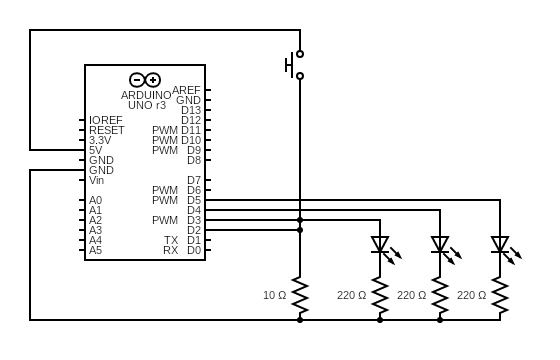 ARDUINO
UNO r3
AREF
GND
D13
D12
IOREF
RESET PWM D11
3.3V PWM D10
5V PWM D9
GND D8
GND
Vin D7
PWM D6
A0 PWM D5
A1 D4
A2 PWM D3
A3 D2
A4 TX D1
A5 RX D0
10 Ω 220 Ω 220 Ω 220 Ω